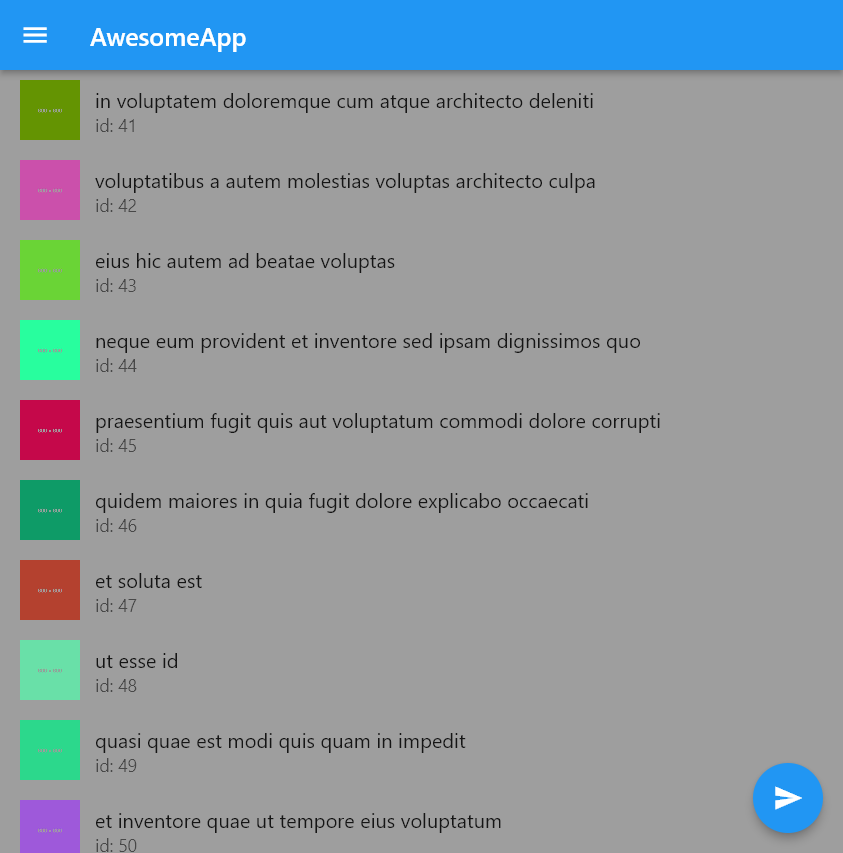 AwesomeApp
in voluptatem doloremque cum atque architecto deleniti
id: 41
voluptatibus a autem molestias voluptas architecto culpa
id: 42
eius hic autem ad beatae voluptas
id: 43
neque eum provident et inventore sed ipsam dignissimos quo
id: 44
praesentium fugit quis aut voluptatum commodi dolore corrupti
id: 45
quidem maiores in quia fugit dolore explicabo occaecati
id: 46
et soluta est
id: 47
ut esse id
id: 48
quasi quae est modi quis quam in impedit
id: 49
et inventore quae ut tempore eius voluptatum
id: 50